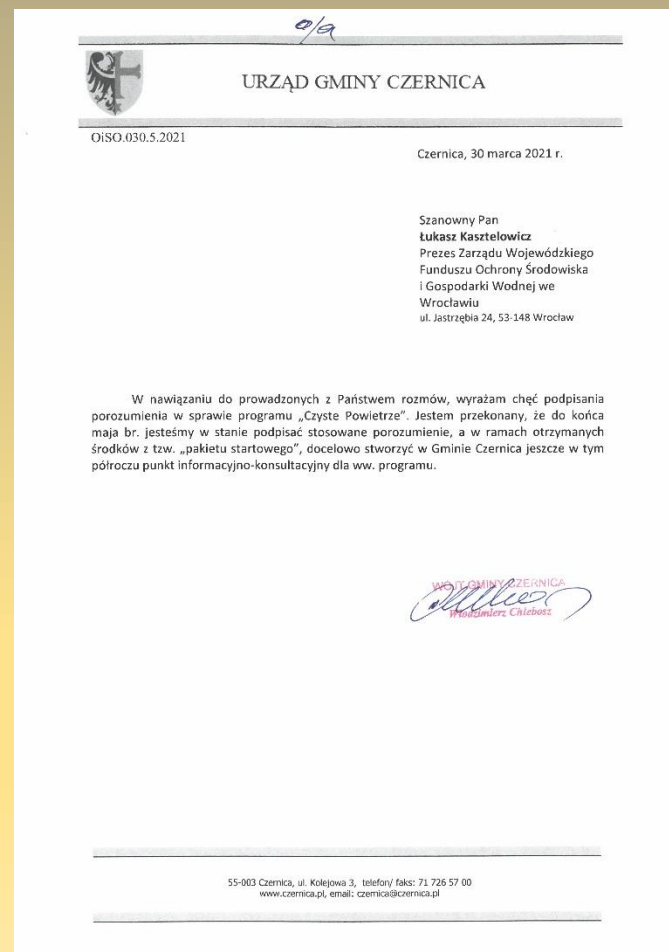 a/a
URZĄD GMINY CZERNICA
OiSO.030.5.2021
Czernica, 30 marca 2021 r.
Szanowny Pan
Łukasz Kasztelowicz
Prezes Zarządu Wojewódzkiego
Funduszu Ochrony Środowiska
i Gospodarki Wodnej we
Wrocławiu
ul. Jastrzębia 24, 53-148 Wrocław
W nawiązaniu do prowadzonych z Państwem rozmów, wyrażam chęć podpisania
porozumienia w sprawie programu „Czyste Powietrze”. Jestem przekonany, że do końca
maja br. jesteśmy w stanie podpisać stosowane porozumienie, a w ramach otrzymanych
środków z tzw. „pakietu startowego”, docelowo stworzyć w Gminie Czernica jeszcze w tym
półroczu punkt informacyjno-konsultacyjny dla ww. programu.
WÓJT GMINY CZERNICA
Włodzimierz Chlebosz
55-003 Czernica, ul. Kolejowa 3, telefon/ faks: 71 726 57 00
www.czernica.pl, email: czernica@czernica.pl